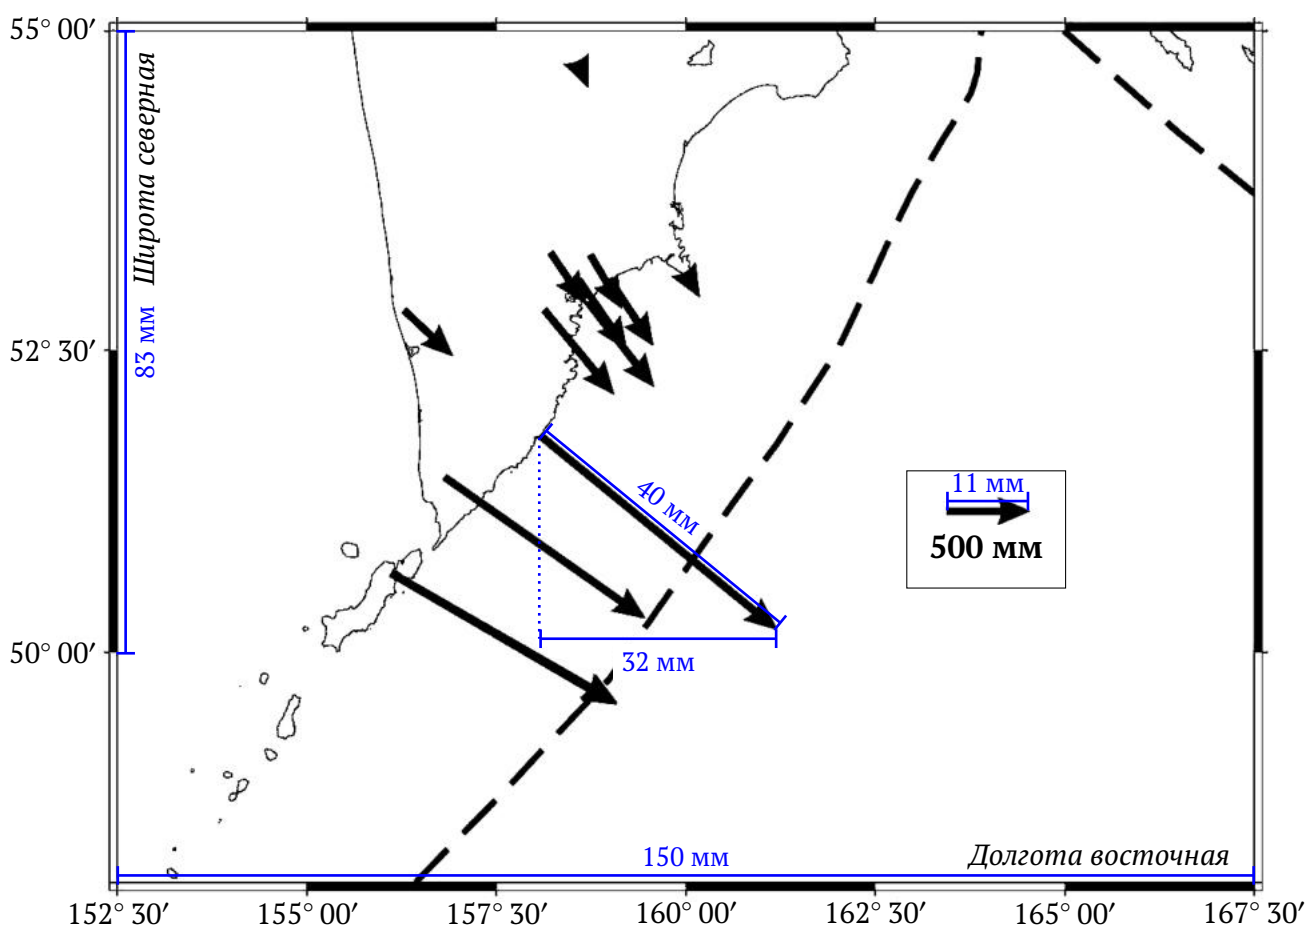 55° 00′
Широта северная
83 мм
52° 30′
40 мм
11 мм
500 мм
50° 00′
32 мм
150 мм
Долгота восточная
152° 30′ 155° 00′ 157° 30′ 160° 00′ 162° 30′ 165° 00′ 167° 30′